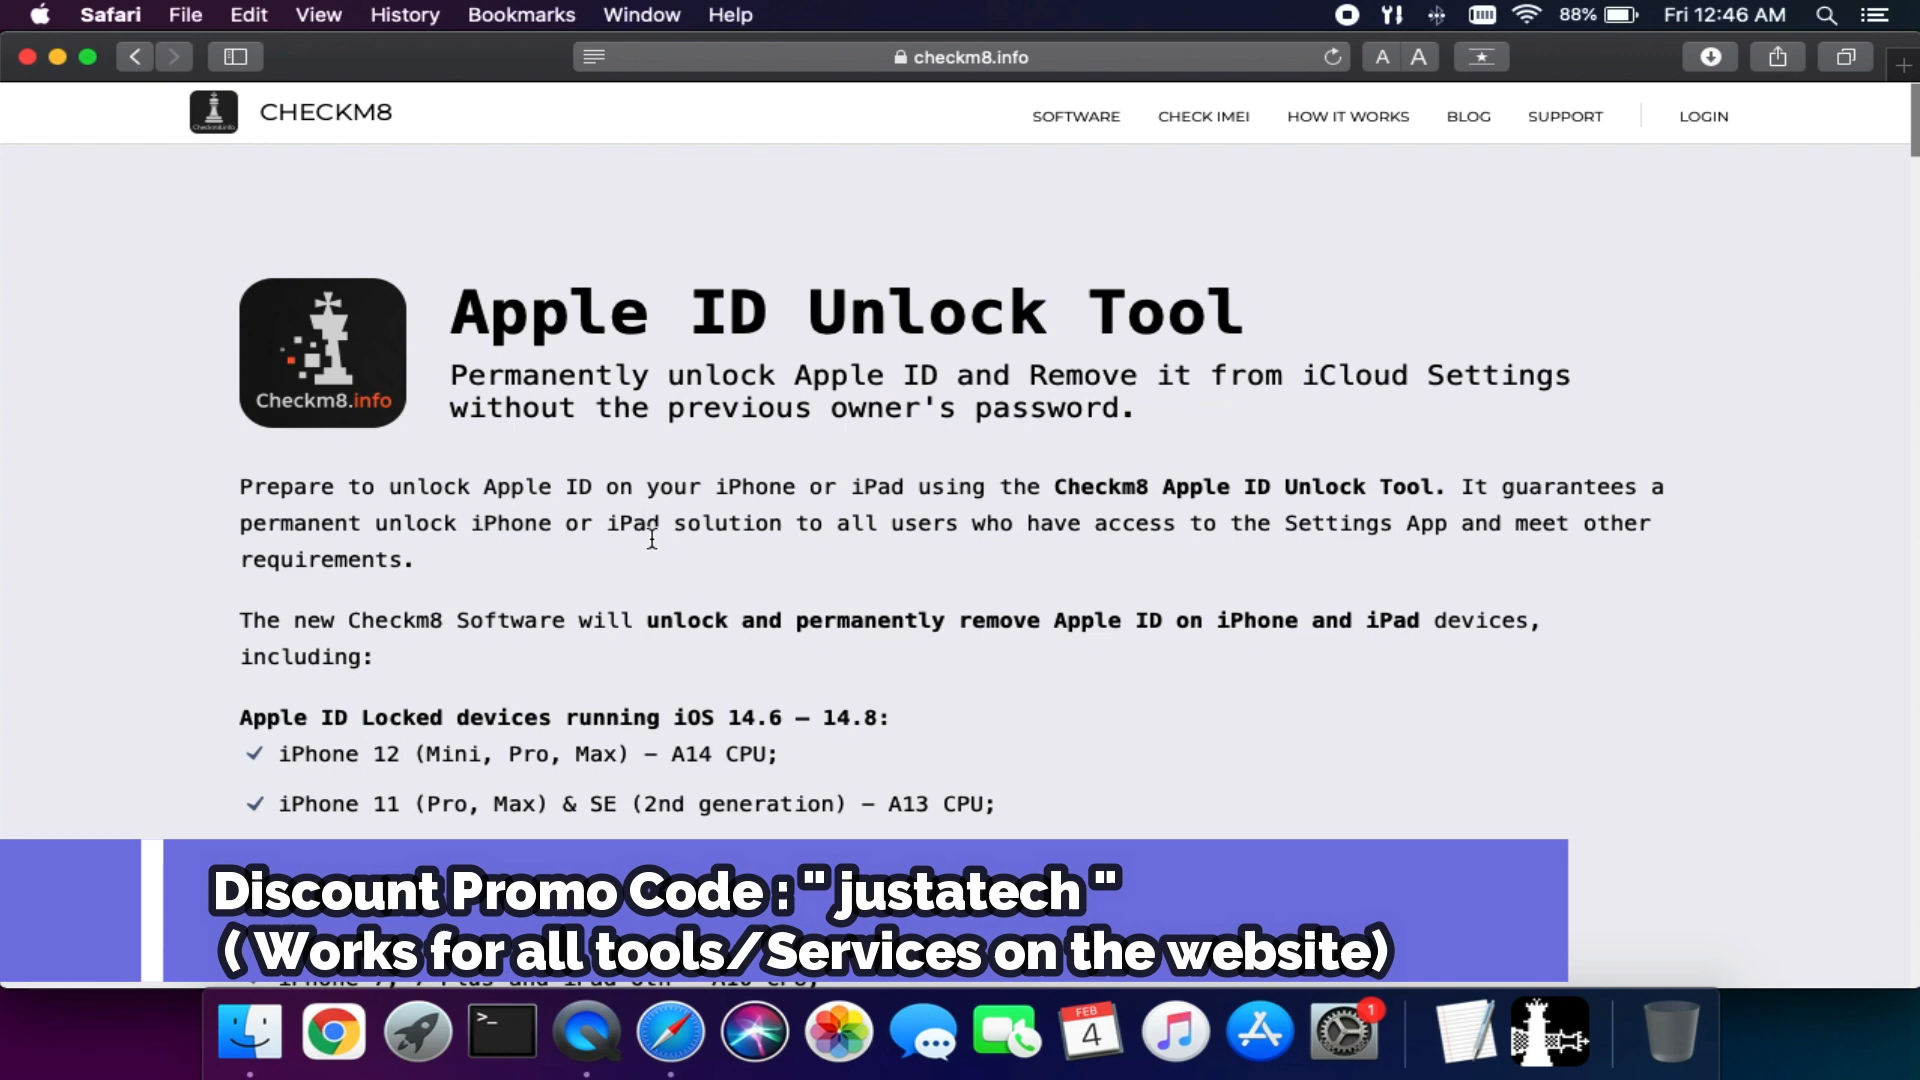 Safari File Edit View History Bookmarks Window Help 88% Fri 12:46 AM
checkm8.info A A
CHECKM8 SOFTWARE CHECK IMEI HOW IT WORKS BLOG SUPPORT LOGIN
Checkm8.info
Apple ID Unlock Tool
Permanently unlock Apple ID and Remove it from iCloud Settings
without the previous owner's password.
Prepare to unlock Apple ID on your iPhone or iPad using the Checkm8 Apple ID Unlock Tool. It guarantees a
permanent unlock iPhone or iPad solution to all users who have access to the Settings App and meet other
requirements.
The new Checkm8 Software will unlock and permanently remove Apple ID on iPhone and iPad devices,
including:
Apple ID Locked devices running iOS 14.6 – 14.8:
iPhone 12 (Mini, Pro, Max) – A14 CPU;
iPhone 11 (Pro, Max) & SE (2nd generation) – A13 CPU;
Discount Promo Code : " justatech "
( Works for all tools/Services on the website)
FEB
4
1